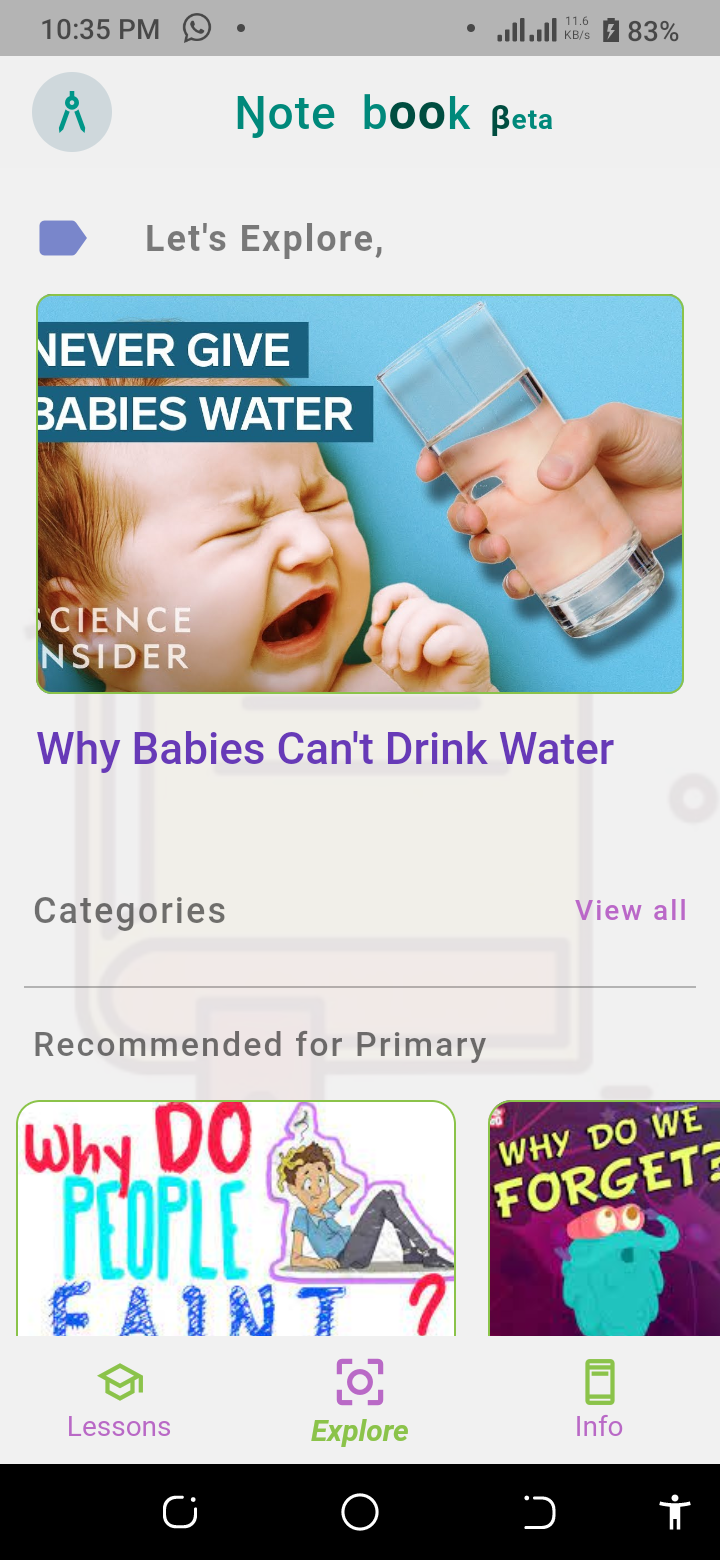 10:35 PM
11.6
KB/s
83%
Ŋote book βeta
Let's Explore,
NEVER GIVE
BABIES WATER
SCIENCE
INSIDER
Why Babies Can't Drink Water
Categories
View all
Recommended for Primary
Why DO
PEOPLE
FAINT ?
WHY DO WE
FORGET?
Lessons
Explore
Info